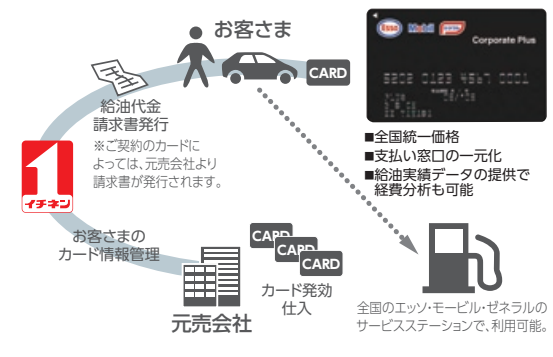 お客さま
CARD
Esso Mobil
Corporate Plus
給油代金
請求書発行
※ご契約のカードに
よっては、元売会社より
請求書が発行されます。
■全国統一価格
■支払い窓口の一元化
■給油実績データの提供で
経費分析も可能
イチネン
お客さまの
カード情報管理
CARD
CARD
CARD
カード発効
仕入
元売会社
全国のエッソ・モービル・ゼネラルの
サービスステーションで、利用可能。